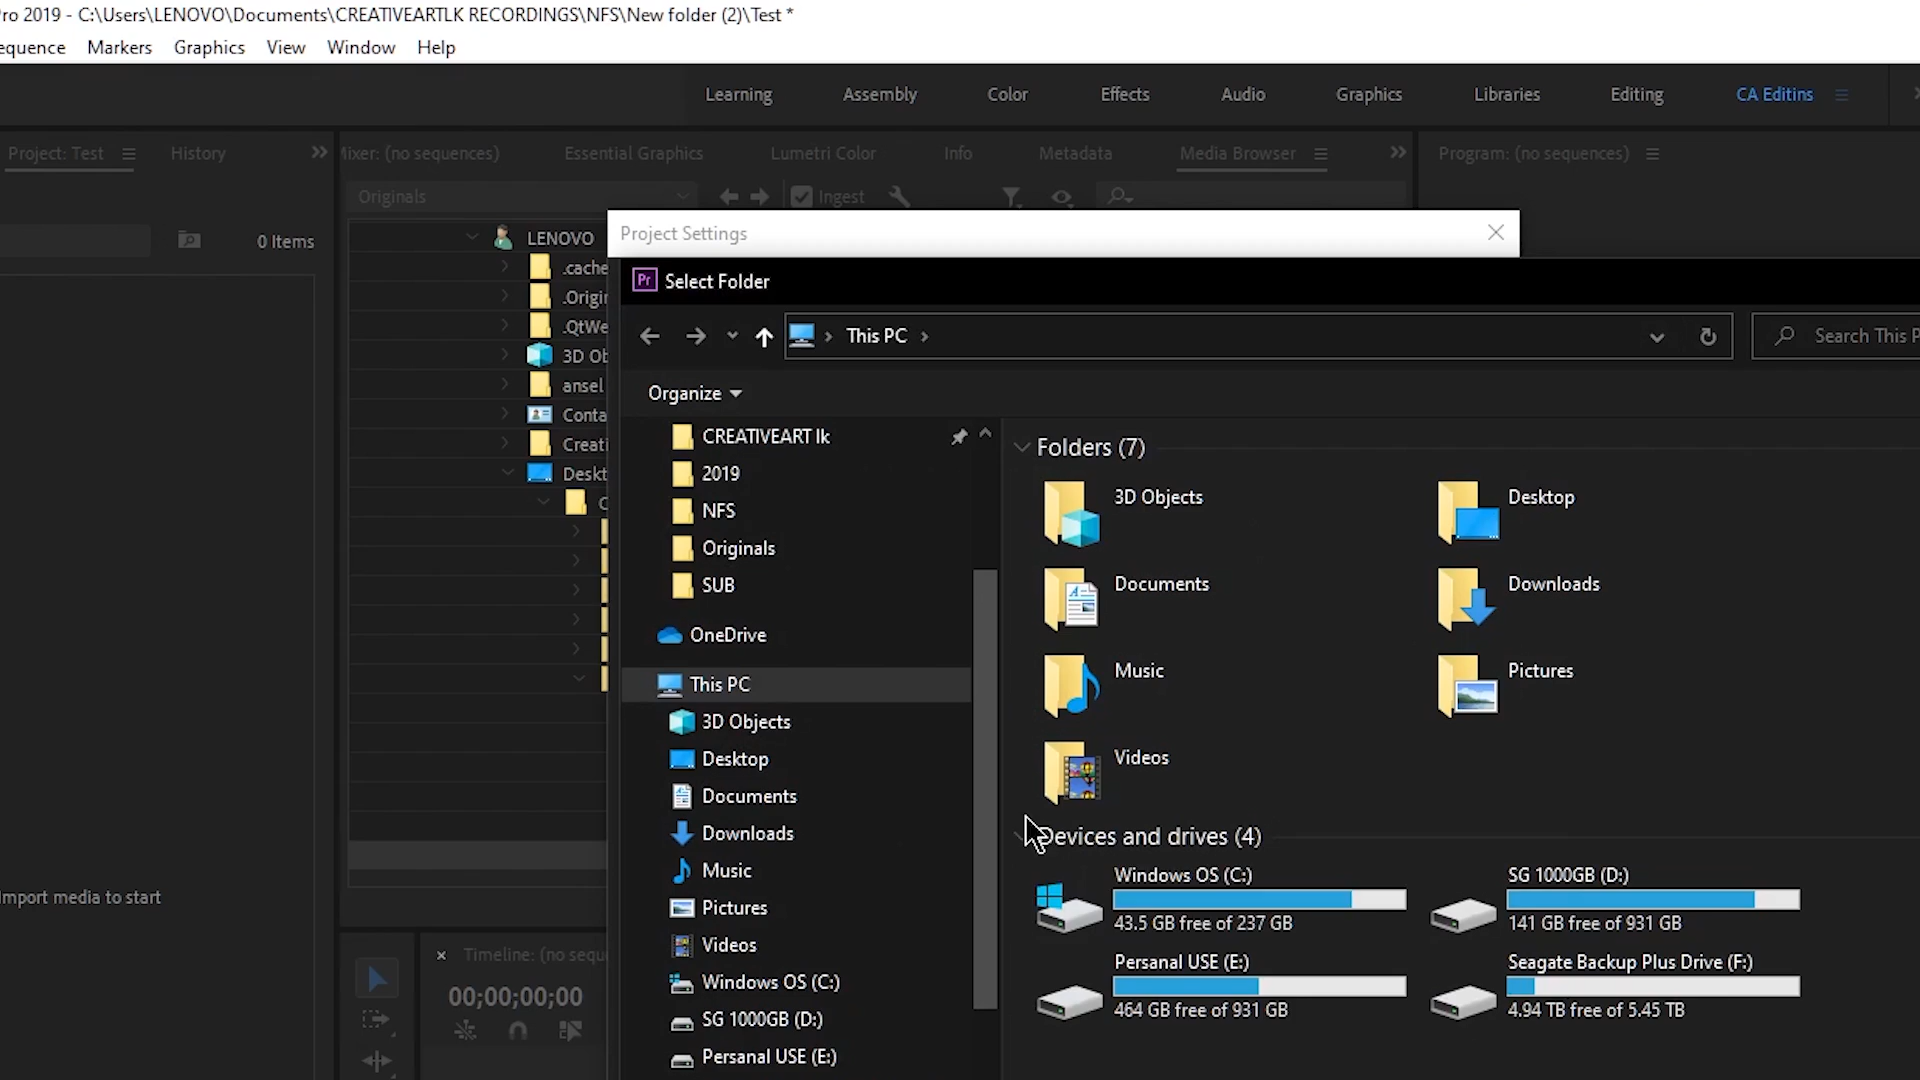 ro 2019 - C:\Users\LENOVO\Documents\CREATIVEARTLK RECORDINGS\NFS\New folder (2)\Test *
equence Markers Graphics View Window Help
Learning Assembly Color Effects Audio Graphics Libraries Editing CA Editins
Project: Test History Mixer: (no sequences) Essential Graphics Lumetri Color Info Metadata Media Browser Program: (no sequences)
Originals Ingest
0 Items
LENOVO
.cache
.Origin
.QtWe
3D Ob
ansel
Conta
Creati
Deskt
C
Project Settings
Pr Select Folder
This PC
Search This P
Organize
CREATIVEART lk
2019
NFS
Originals
SUB
OneDrive
This PC
3D Objects
Desktop
Documents
Downloads
Music
Pictures
Videos
Windows OS (C:)
SG 1000GB (D:)
Persanal USE (E:)
Folders (7)
3D Objects
Desktop
Documents
Downloads
Music
Pictures
Videos
Devices and drives (4)
Windows OS (C:)
43.5 GB free of 237 GB
SG 1000GB (D:)
141 GB free of 931 GB
Persanal USE (E:)
464 GB free of 931 GB
Seagate Backup Plus Drive (F:)
4.94 TB free of 5.45 TB
Import media to start
Timeline: (no sequ
00;00;00;00